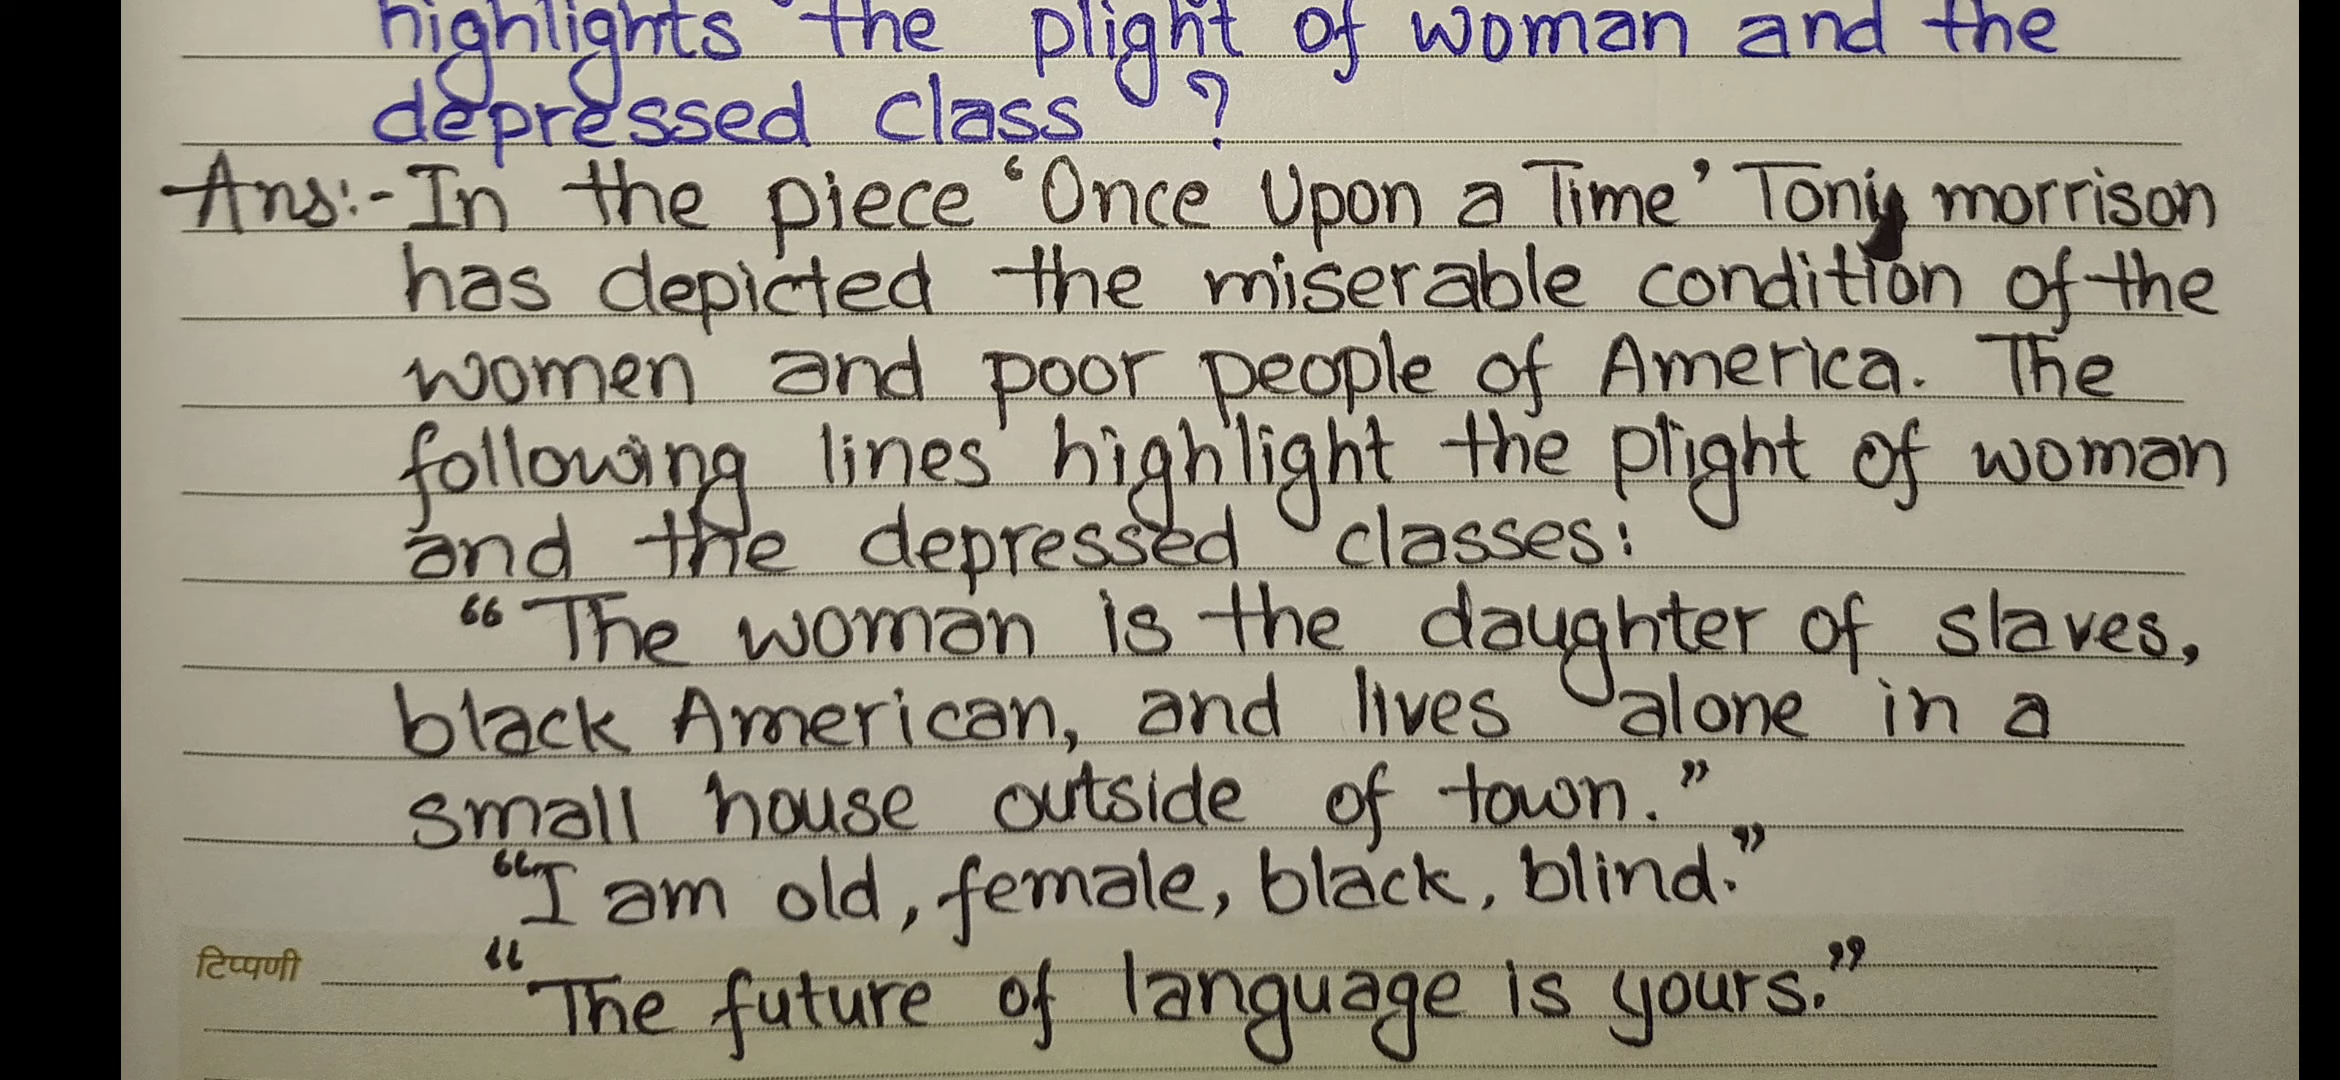 highlights the plight of woman and the
depressed class ?
Ans:- In the piece 'Once Upon a Time' Toni morrison
has depicted the miserable condition of the
women and poor people of America. The
following lines highlight the plight of woman
and the depressed classes:
"The woman is the daughter of slaves,
black American, and lives alone in a
small house outside of town."
"I am old, female, black, blind."
टिप्पणी
"The future of language is yours."